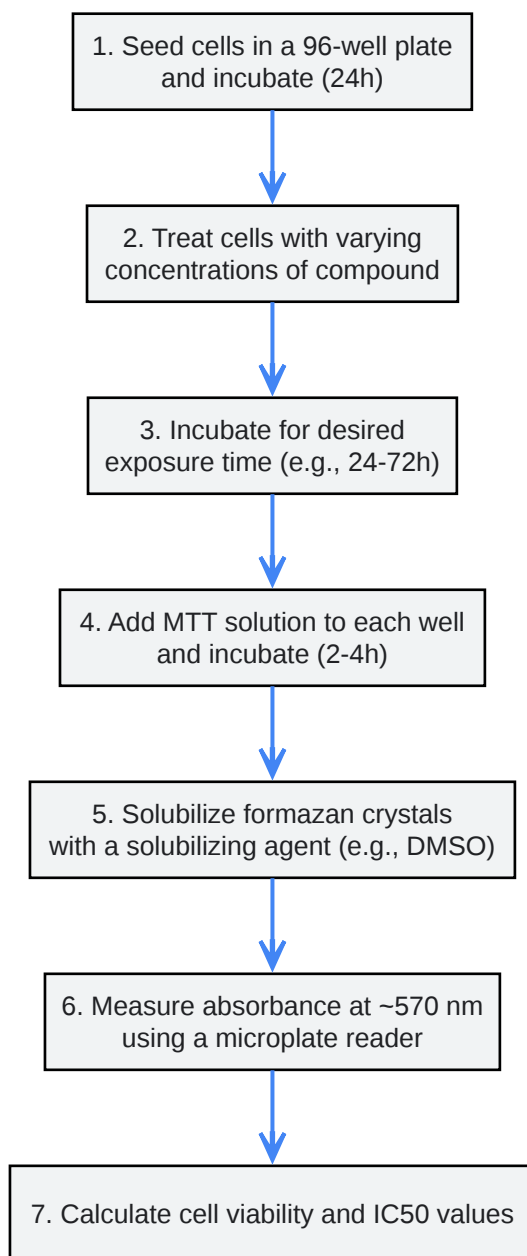 1. Seed cells in a 96-well plate
and incubate (24h)
2. Treat cells with varying
concentrations of compound
3. Incubate for desired
exposure time (e.g., 24-72h)
4. Add MTT solution to each well
and incubate (2-4h)
5. Solubilize formazan crystals
with a solubilizing agent (e.g., DMSO)
6. Measure absorbance at ~570 nm
using a microplate reader
7. Calculate cell viability and IC50 values